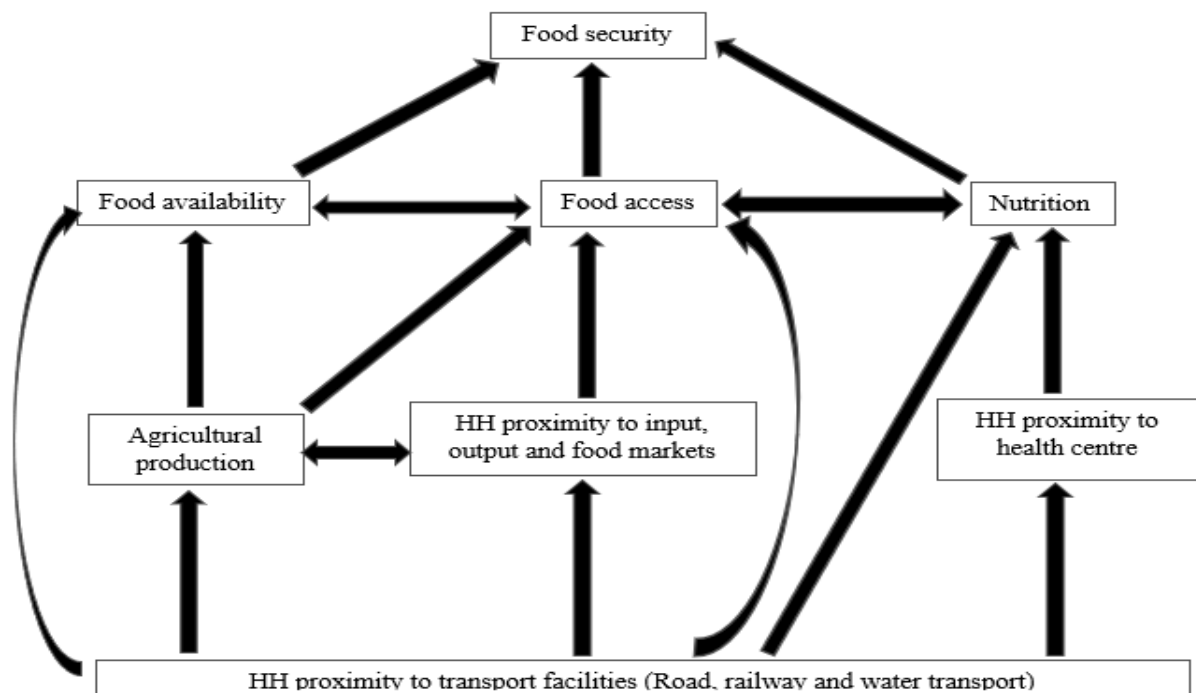 Food security
Food availability
Food access
Nutrition
Agricultural
production
HH proximity to input,
output and food markets
HH proximity to
health centre
HH proximity to transport facilities (Road, railway and water transport)